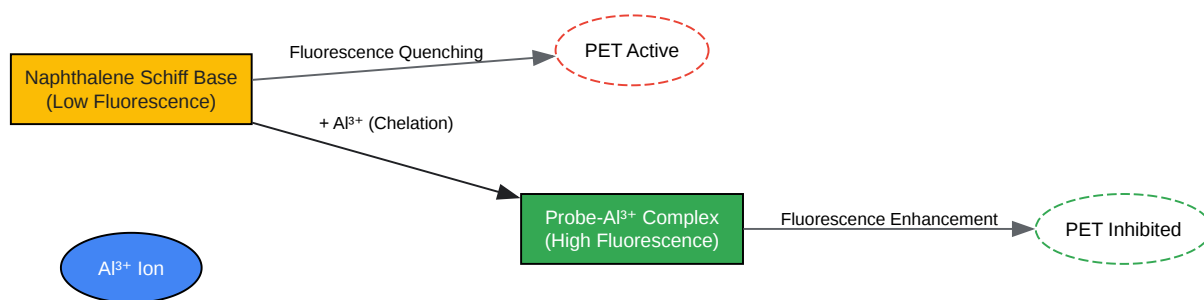 Naphthalene Schiff Base
(Low Fluorescence)
Fluorescence Quenching
PET Active
+ Al³⁺ (Chelation)
Probe-Al³⁺ Complex
(High Fluorescence)
Fluorescence Enhancement
PET Inhibited
Al³⁺ Ion